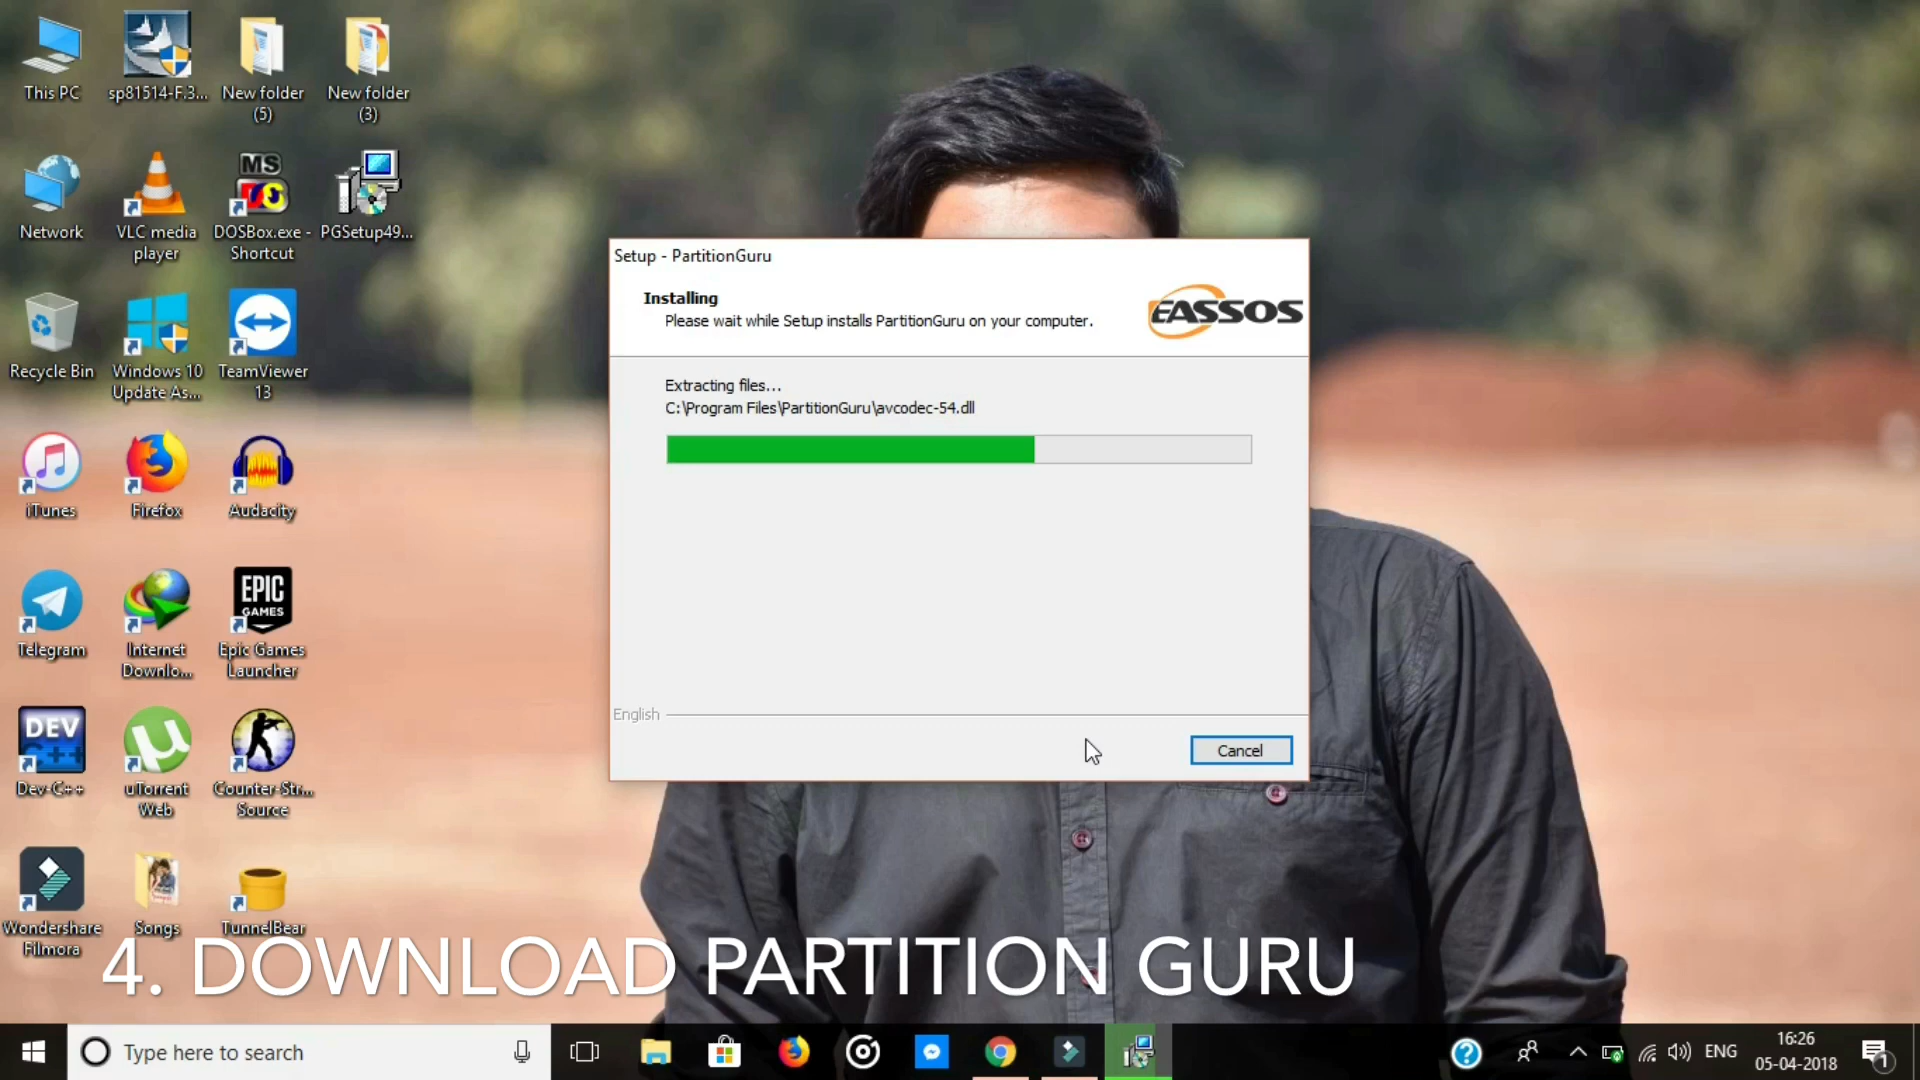 This PC
sp81514-F.3...
New folder
(5)
New folder
(3)
Network
VLC media
player
MS
DOSBox.exe -
Shortcut
PGSetup49...
Recycle Bin
Windows 10
Update As...
TeamViewer
13
iTunes
Firefox
Audacity
Telegram
Internet
Downlo...
EPIC
GAMES
Epic Games
Launcher
DEV
C++
Dev-C++
uTorrent
Web
Counter-Str...
Source
Wondershare
Filmora
Songs
TunnelBear
Setup - PartitionGuru
Installing
Please wait while Setup installs PartitionGuru on your computer.
EASSOS
Extracting files...
C:\Program Files\PartitionGuru\avcodec-54.dll
English
Cancel
4. DOWNLOAD PARTITION GURU
Type here to search
ENG
16:26
05-04-2018
1